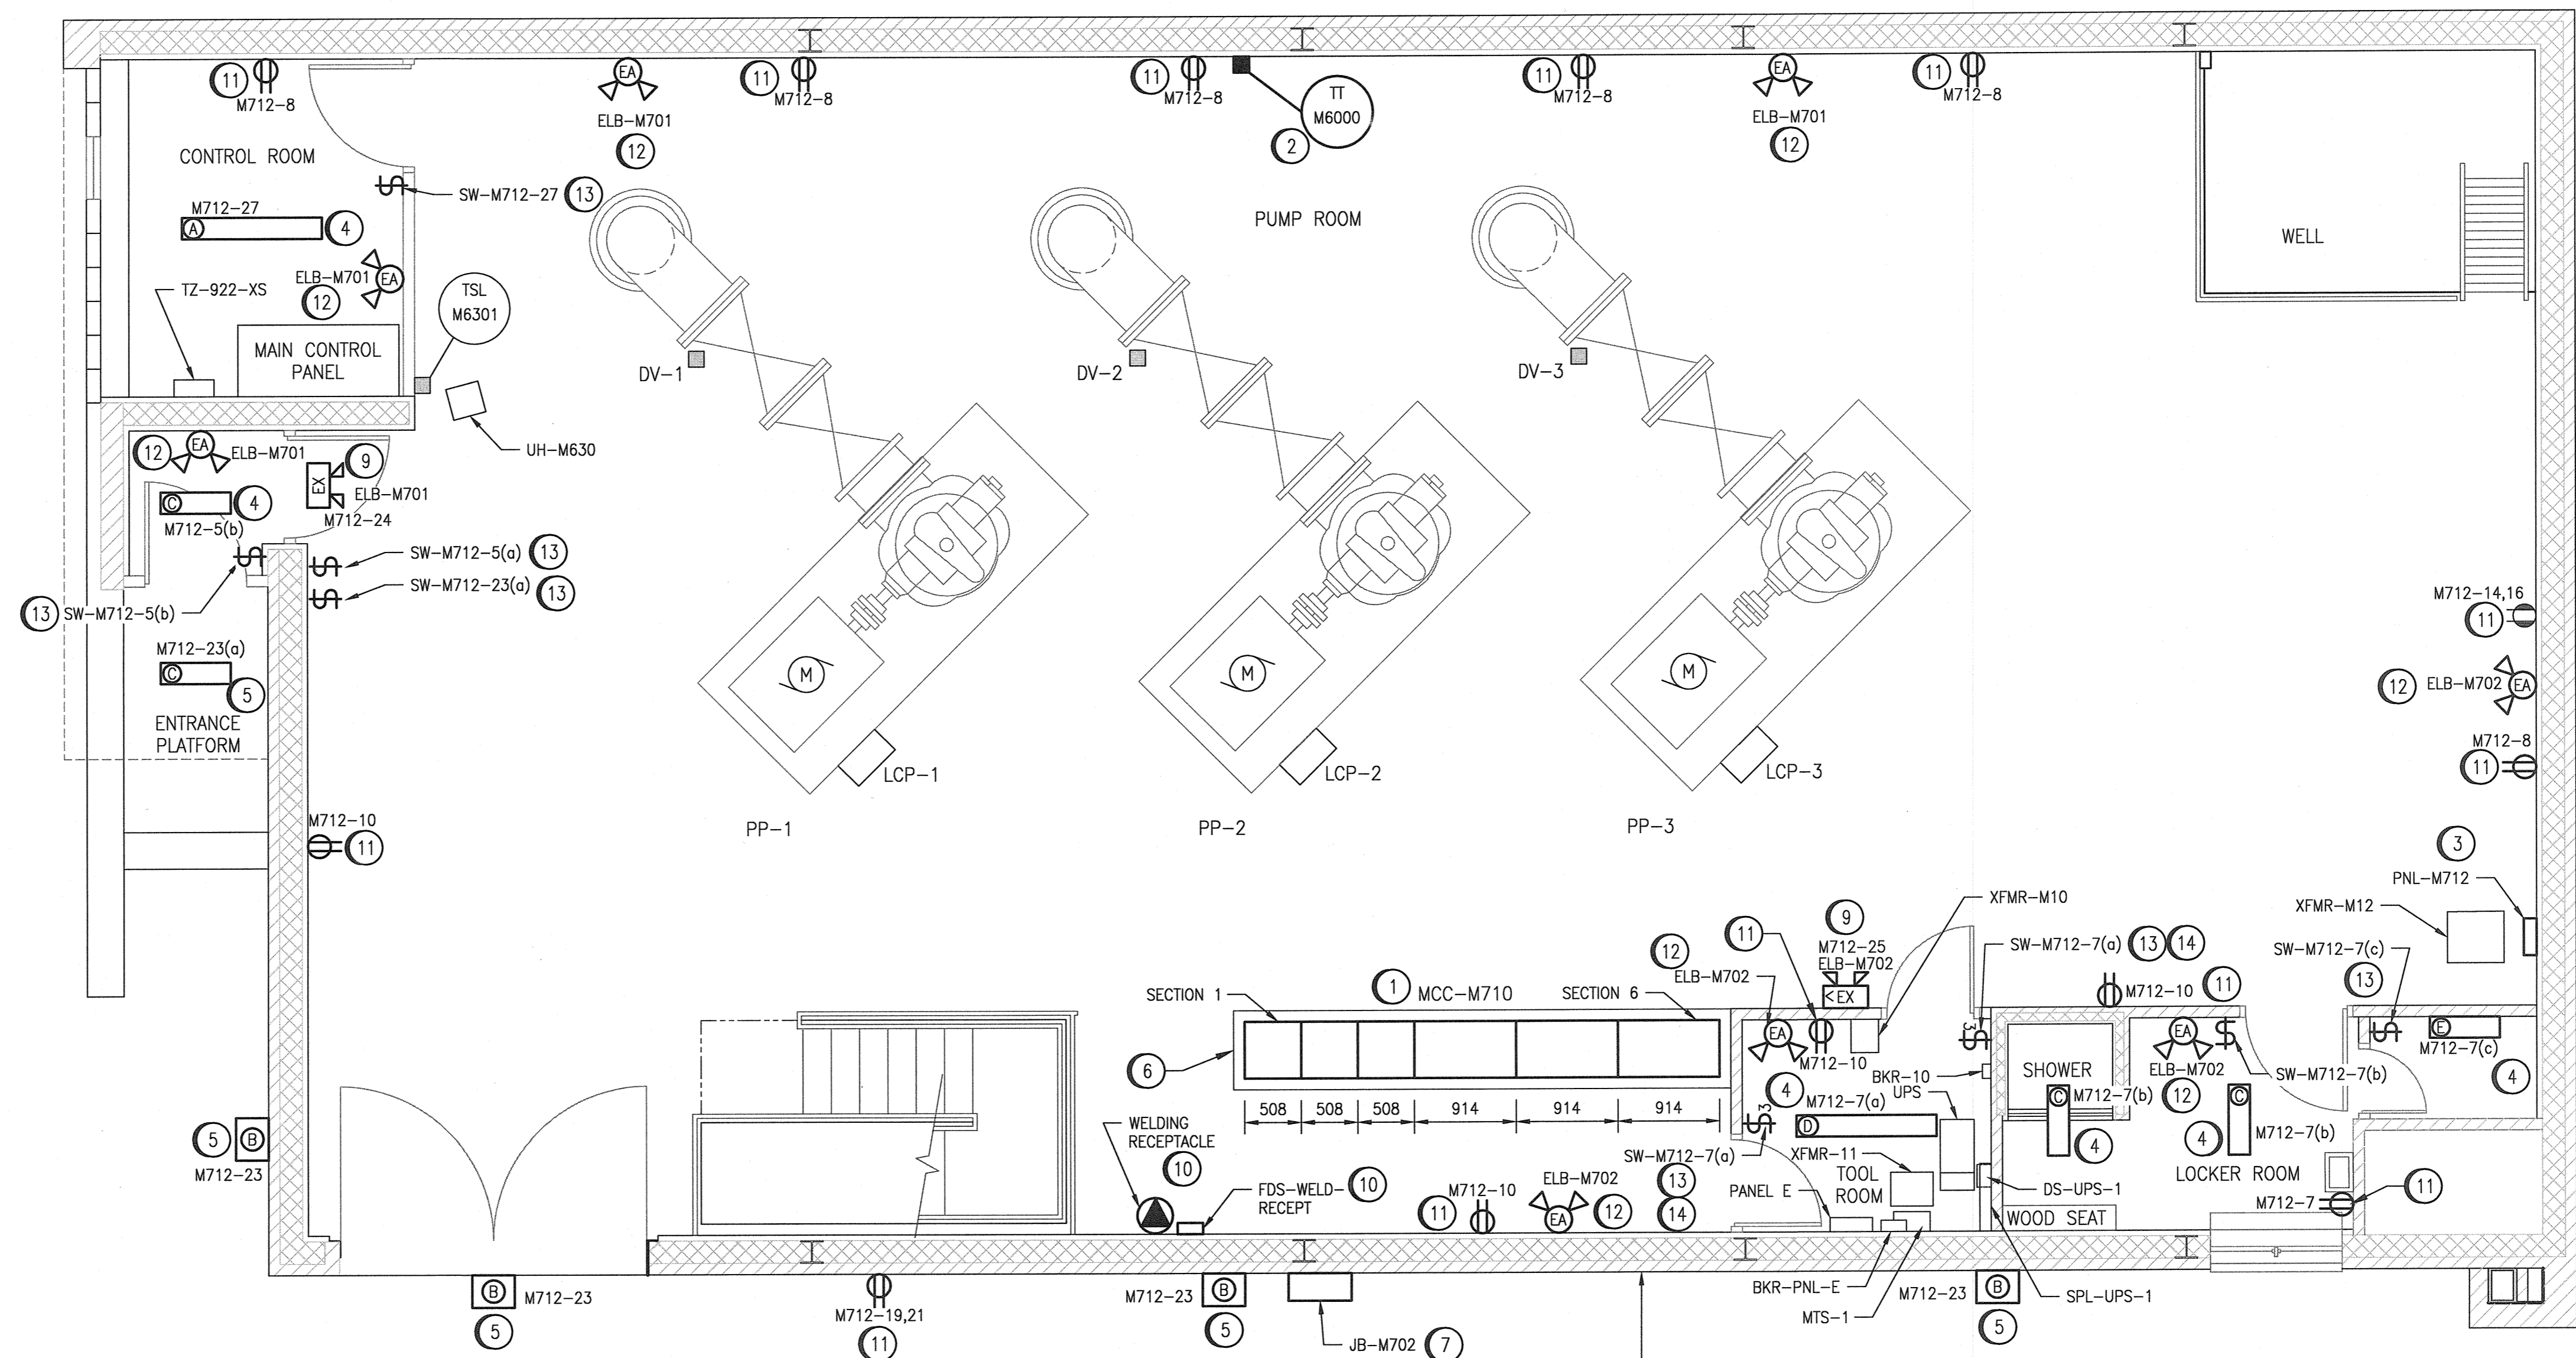 11
M712-8
EA
ELB-M701
12
11
M712-8
11
M712-8
TT
M6000
2
11
M712-8
EA
ELB-M701
12
11
M712-8
CONTROL ROOM
SW-M712-27
13
M712-27
A
4
PUMP ROOM
WELL
ELB-M701
EA
12
TZ-922-XS
TSL
M6301
MAIN CONTROL
PANEL
DV-1
DV-2
DV-3
UH-M630
12
EA
ELB-M701
9
EX
ELB-M701
M712-24
C
4
M712-5(b)
SW-M712-5(a)
13
SW-M712-23(a)
13
13
SW-M712-5(b)
M712-23(a)
C
5
ENTRANCE
PLATFORM
M
M
M
LCP-1
LCP-2
LCP-3
PP-1
PP-2
PP-3
M712-14,16
11
12
ELB-M702
EA
M712-8
11
M712-10
11
3
PNL-M712
XFMR-M12
XFMR-M10
9
M712-25
ELB-M702
<EX
11
12
ELB-M702
EA
M712-10
SW-M712-7(a)
13
14
SW-M712-7(c)
13
M712-10
11
SECTION 1
1
MCC-M710
SECTION 6
6
508
508
508
914
914
914
3
BKR-10
UPS
4
M712-7(a)
D
3
SW-M712-7(a)
13
14
XFMR-11
TOOL
ROOM
PANEL E
SHOWER
C
M712-7(b)
4
EA
ELB-M702
12
SW-M712-7(b)
C
4
M712-7(b)
E
M712-7(c)
4
LOCKER ROOM
DS-UPS-1
WOOD SEAT
M712-7
11
WELDING
RECEPTACLE
10
FDS-WELD-
RECEPT
10
M712-10
11
ELB-M702
EA
12
5
B
M712-23
B
M712-23
5
M712-19,21
11
M712-23
B
5
JB-M702
7
BKR-PNL-E
MTS-1
M712-23
B
5
SPL-UPS-1